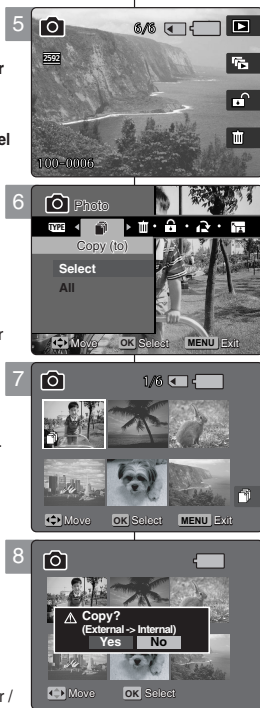 5
6/6
2592
r
el
100-0006
6
Photo
TYPE
Copy (to)
Select
All
Move OK Select MENU Exit
r
7
1/6
Move OK Select MENU Exit
8
Copy?
(External -> Internal)
Yes No
Move OK Select
r /